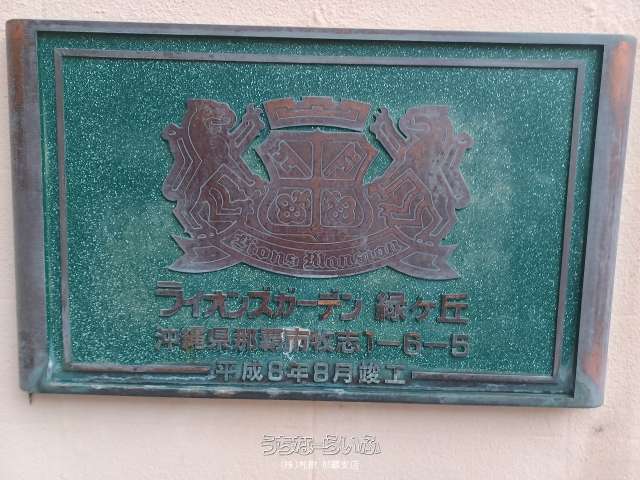 Lions Mansion
ライオンズガーデン 緑ヶ丘
沖縄県那覇市牧志1-6-5
平成6年8月竣工
うちなーらいふ